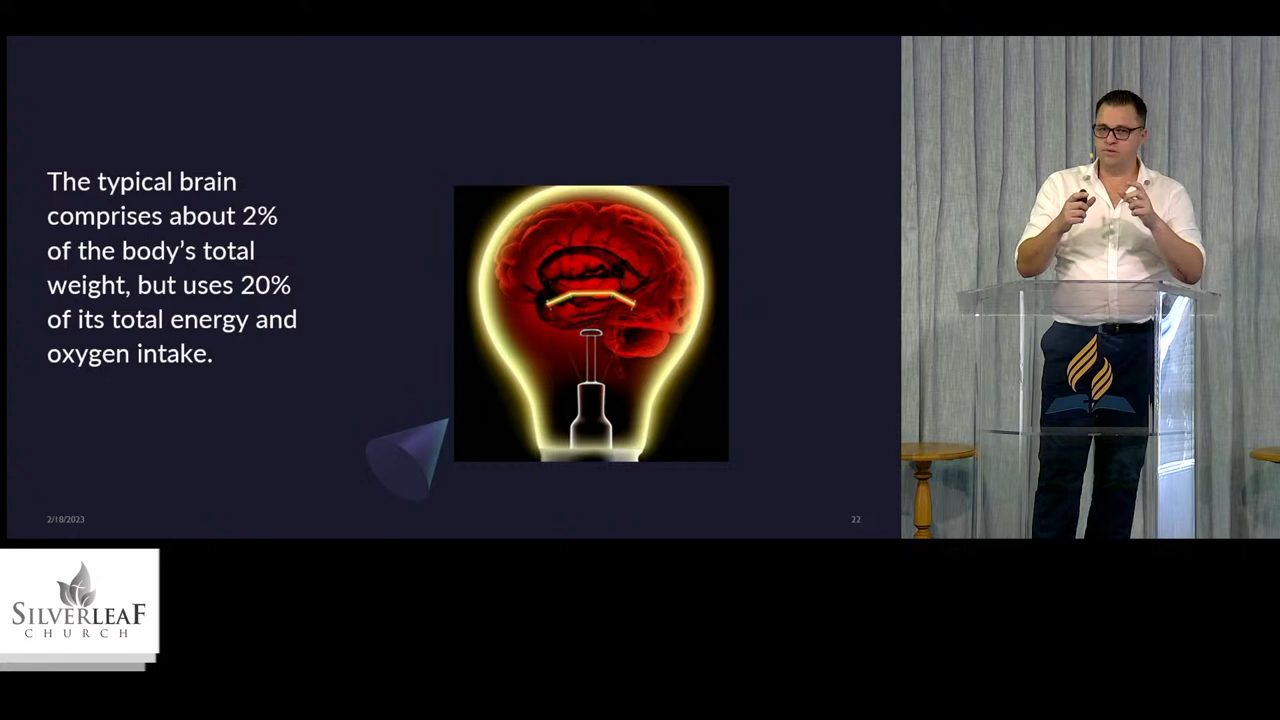 The typical brain
comprises about 2%
of the body’s total
weight, but uses 20%
of its total energy and
oxygen intake.
2/18/2023
22
SILVERLEAF
CHURCH